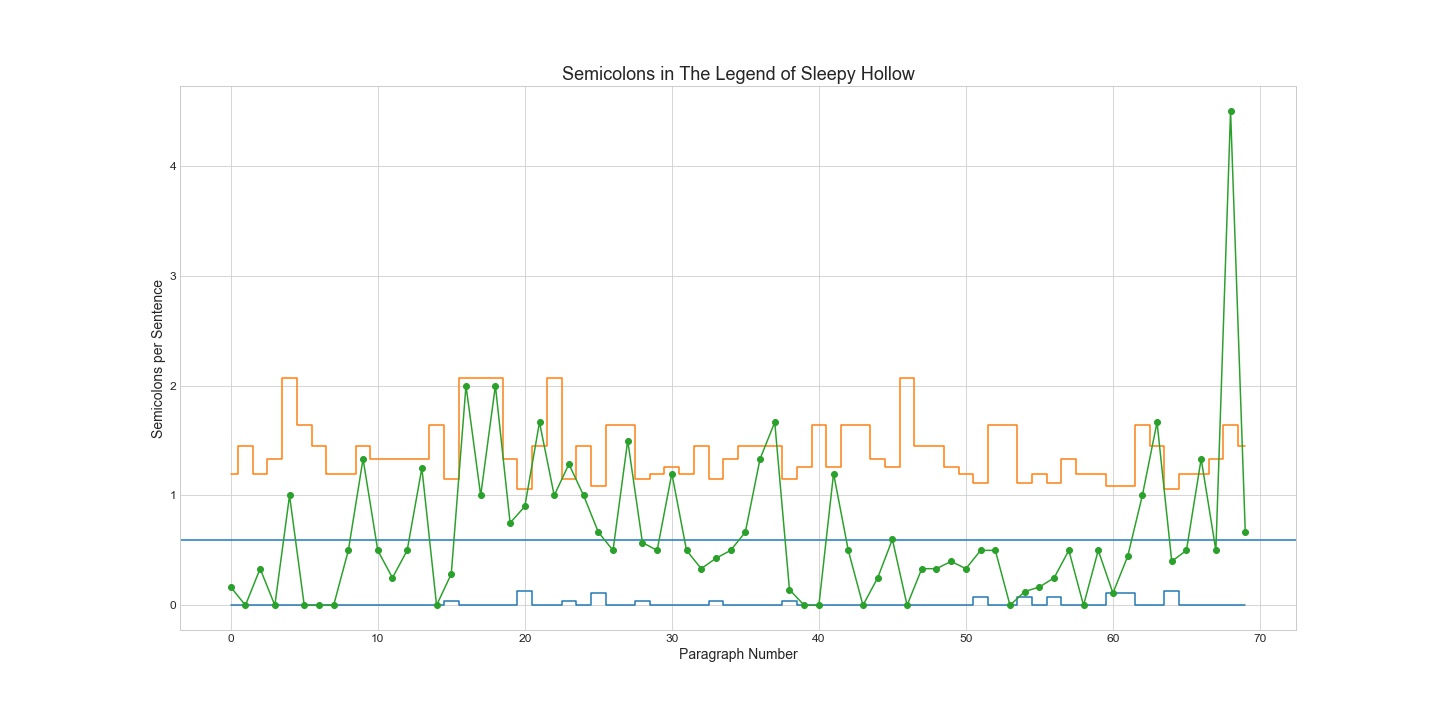 Semicolons in The Legend of Sleepy Hollow
Semicolons per Sentence
4
3
2
1
0
0 10 20 30 40 50 60 70
Paragraph Number